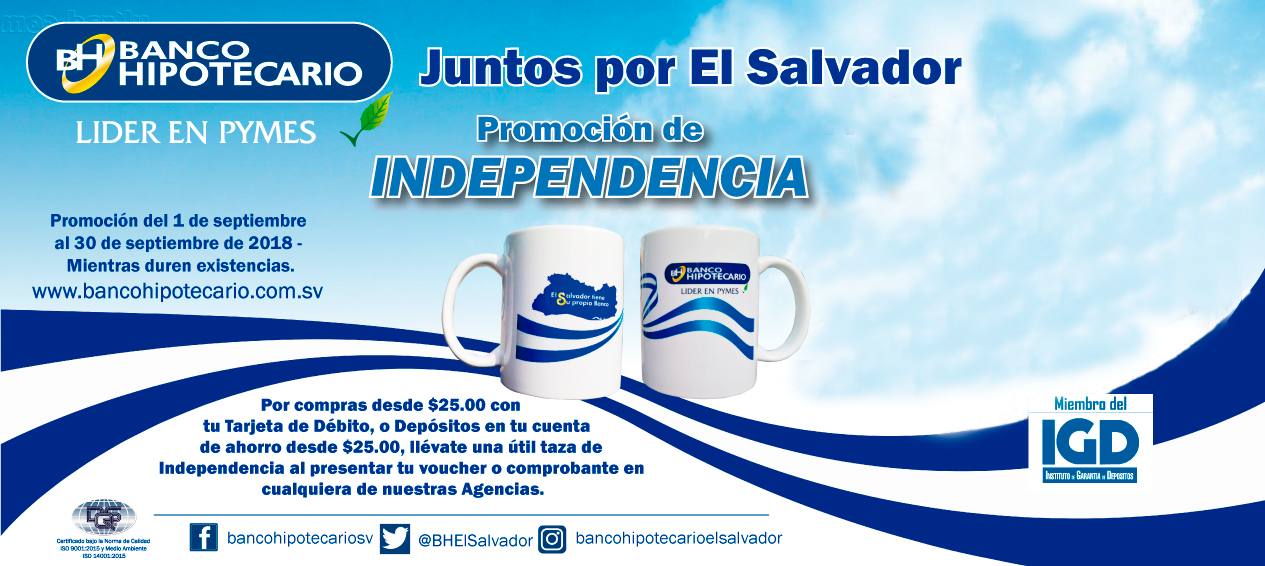 BH BANCO
HIPOTECARIO
LIDER EN PYMES
Juntos por El Salvador
Promoción de
INDEPENDENCIA
Promoción del 1 de septiembre
al 30 de septiembre de 2018 -
Mientras duren existencias.
www.bancohipotecario.com.sv
El Salvador tiene
Su propio Banco
BH BANCO
HIPOTECARIO
LIDER EN PYMES
Por compras desde $25.00 con
tu Tarjeta de Débito, o Depósitos en tu cuenta
de ahorro desde $25.00, llévate una útil taza de
Independencia al presentar tu voucher o comprobante en
cualquiera de nuestras Agencias.
Miembro del
IGD
INSTITUTO DE GARANTIA DE DEPOSITOS
Certificado bajo la Norma de Calidad
ISO 9001:2015 y Medio Ambiente
ISO 14001:2015
bancohipotecariosv
@BHElSalvador
bancohipotecarioelsalvador